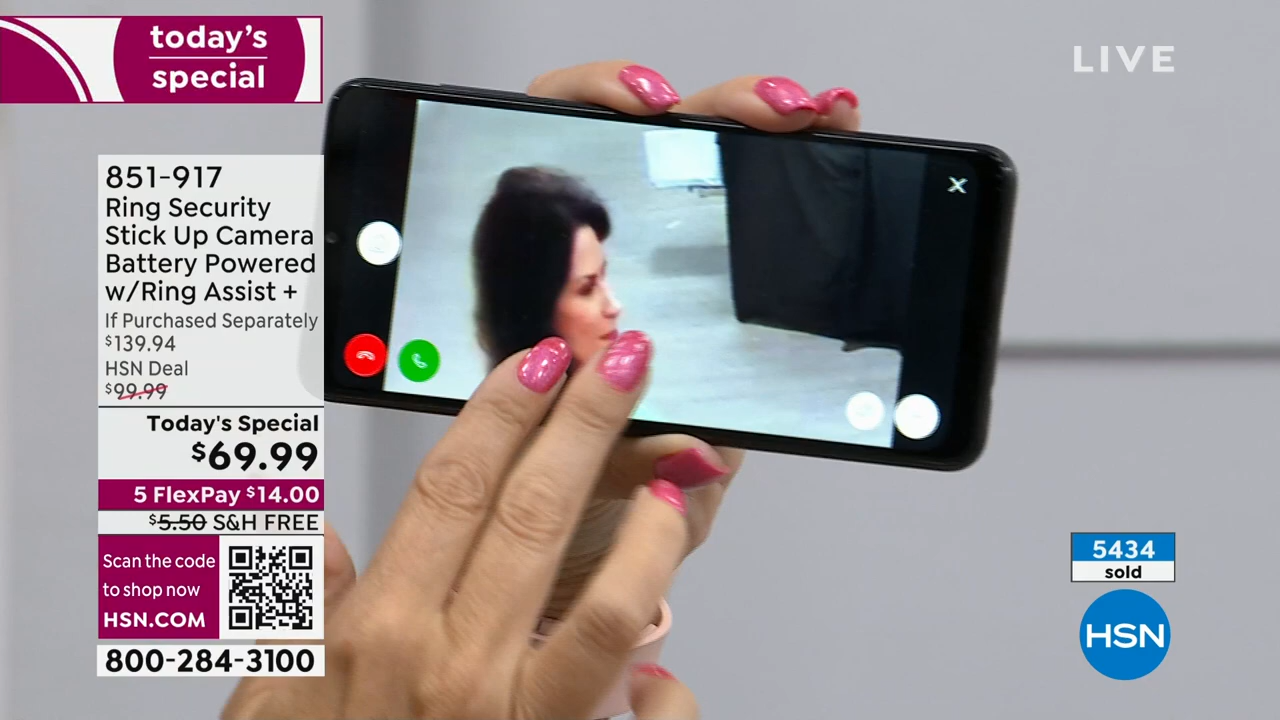 today's
special
LIVE
851-917
Ring Security
Stick Up Camera
Battery Powered
w/Ring Assist +
If Purchased Separately
$139.94
HSN Deal
$99.99
Today's Special
$69.99
5 FlexPay $14.00
$5.50 S&H FREE
Scan the code
to shop now
HSN.COM
800-284-3100
X
5434
sold
HSN